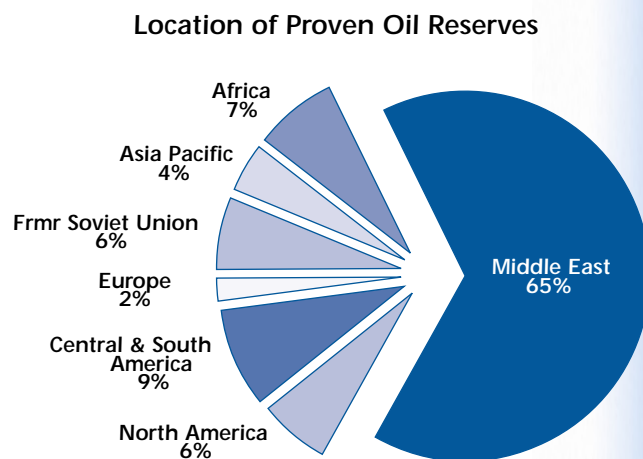 Location of Proven Oil Reserves
Africa
7%
Asia Pacific
4%
Frmr Soviet Union
6%
Europe
2%
Central & South
America
9%
North America
6%
Middle East
65%